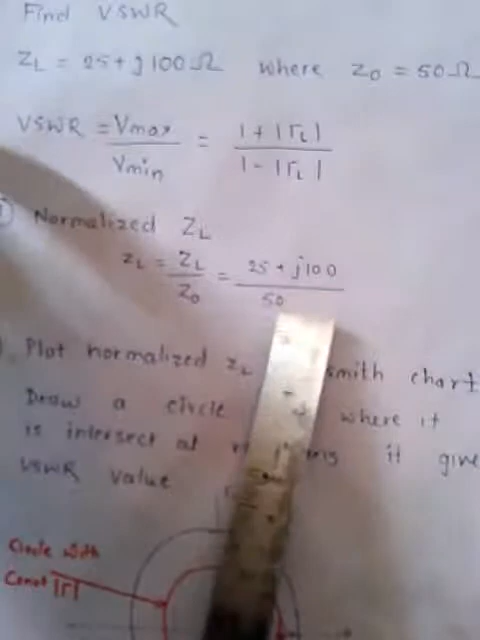 Find VSWR
ZL = 25+j100Ω where Z0 = 50Ω
VSWR = Vmax / Vmin = 1+|ΓL| / 1-|ΓL|
Normalized ZL
zL = ZL / Z0 = 25+j100 / 50
Plot normalized zL smith chart
Draw a circle where it
is intersect at it give
VSWR value
Circle with
Const |Γ|